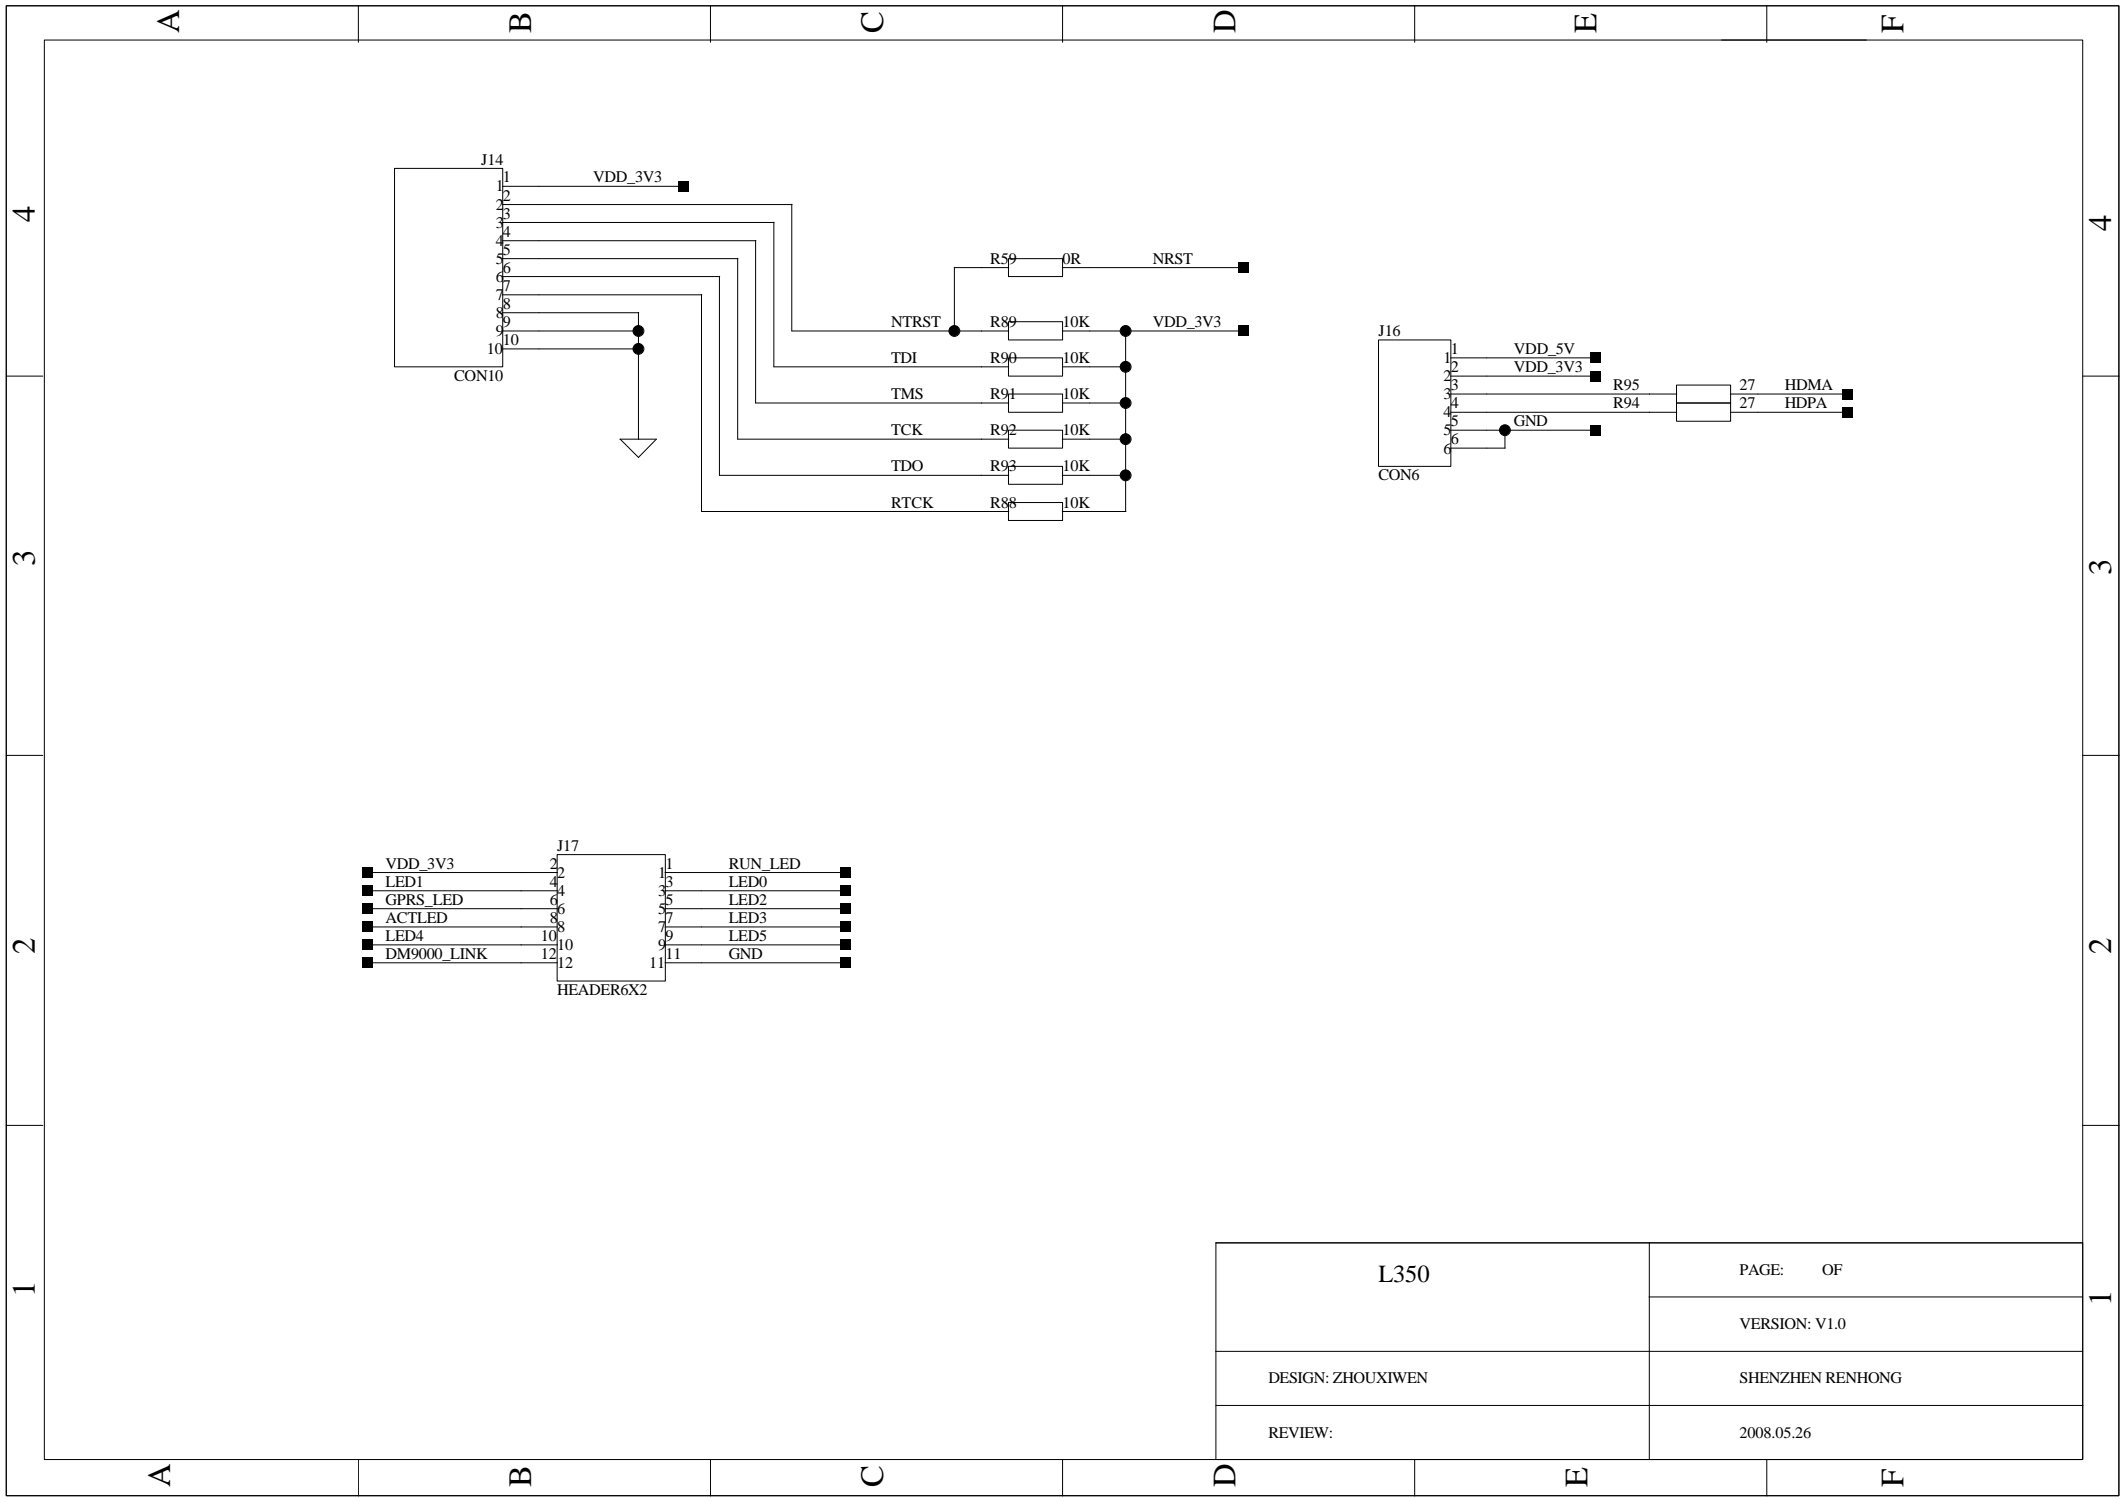 A B C D E F
4 4
3 3
2 2
1 1
J14
1 1 VDD_3V3
2 2
3 3
4 4
5 5
6 6
7 7
8 8
9 9
10 10
CON10
R59 0R NRST
NTRST R89 10K VDD_3V3
TDI R90 10K
TMS R91 10K
TCK R92 10K
TDO R93 10K
RTCK R88 10K
J16
1 1 VDD_5V
2 2 VDD_3V3
3 3 R95 27 HDMA
4 4 R94 27 HDPA
5 5 GND
6 6
CON6
J17
VDD_3V3 2 2 1 1 RUN_LED
LED1 4 4 3 3 LED0
GPRS_LED 6 6 5 5 LED2
ACTLED 8 8 7 7 LED3
LED4 10 10 9 9 LED5
DM9000_LINK 12 12 11 11 GND
HEADER6X2
L350
PAGE: OF
VERSION: V1.0
DESIGN: ZHOUXIWEN
SHENZHEN RENHONG
REVIEW:
2008.05.26
A B C D E F